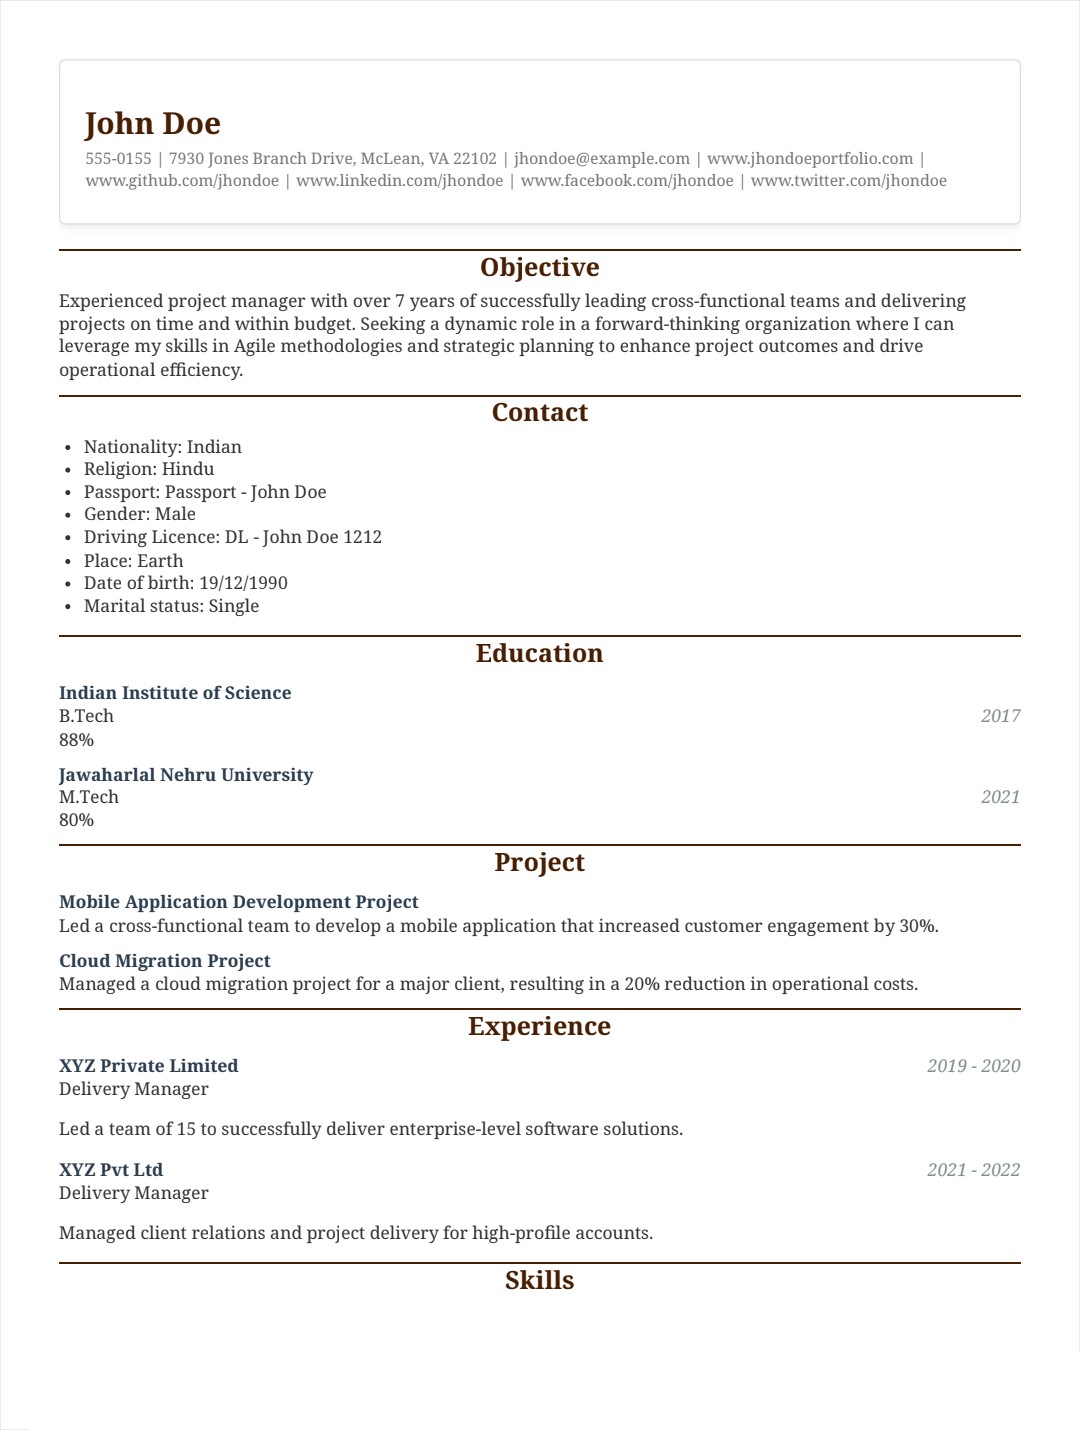 John Doe
555-0155 | 7930 Jones Branch Drive, McLean, VA 22102 | jhondoe@example.com | www.jhondoeportfolio.com |
www.github.com/jhondoe | www.linkedin.com/jhondoe | www.facebook.com/jhondoe | www.twitter.com/jhondoe
Objective
Experienced project manager with over 7 years of successfully leading cross-functional teams and delivering
projects on time and within budget. Seeking a dynamic role in a forward-thinking organization where I can
leverage my skills in Agile methodologies and strategic planning to enhance project outcomes and drive
operational efficiency.
Contact
• Nationality: Indian
• Religion: Hindu
• Passport: Passport - John Doe
• Gender: Male
• Driving Licence: DL - John Doe 1212
• Place: Earth
• Date of birth: 19/12/1990
• Marital status: Single
Education
Indian Institute of Science
B.Tech 2017
88%
Jawaharlal Nehru University
M.Tech 2021
80%
Project
Mobile Application Development Project
Led a cross-functional team to develop a mobile application that increased customer engagement by 30%.
Cloud Migration Project
Managed a cloud migration project for a major client, resulting in a 20% reduction in operational costs.
Experience
XYZ Private Limited 2019 - 2020
Delivery Manager
Led a team of 15 to successfully deliver enterprise-level software solutions.
XYZ Pvt Ltd 2021 - 2022
Delivery Manager
Managed client relations and project delivery for high-profile accounts.
Skills